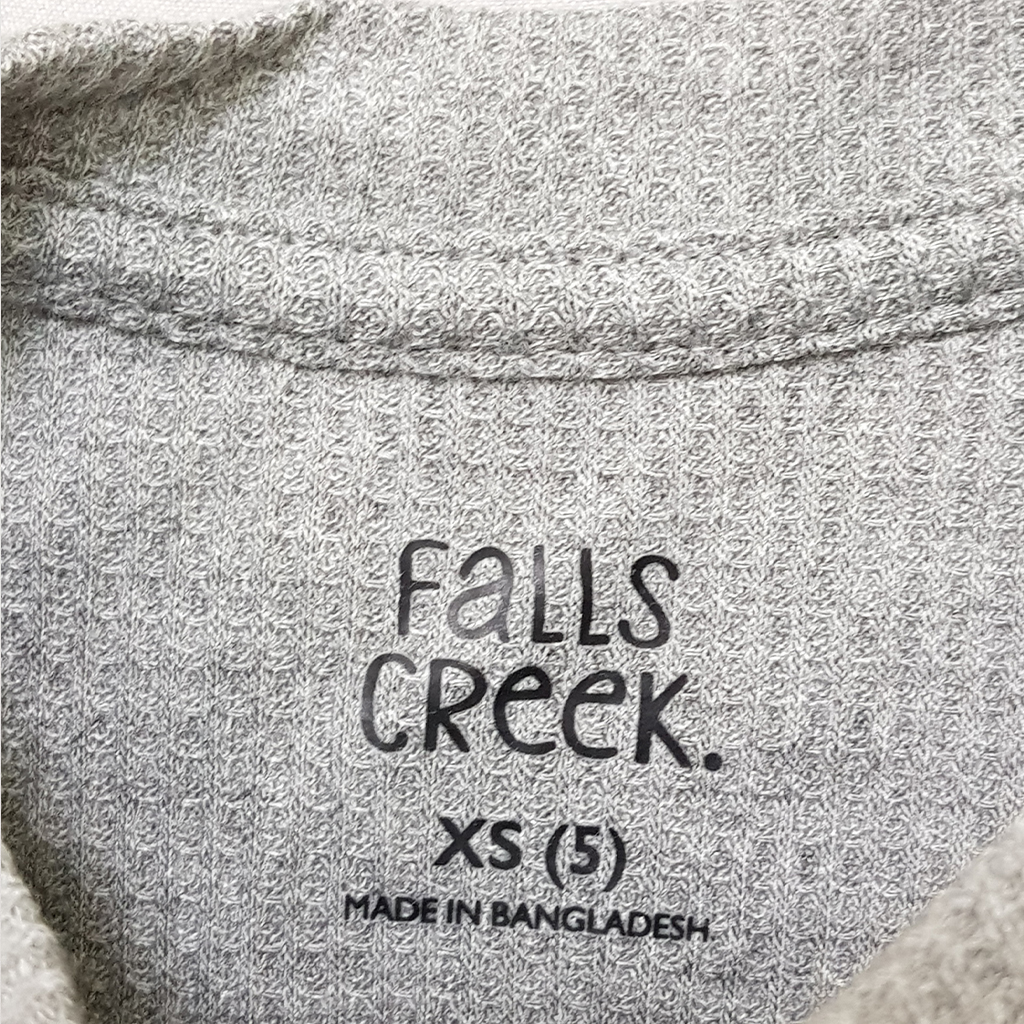 FaLLS
CReeK.
XS (5)
MADE IN BANGLADESH